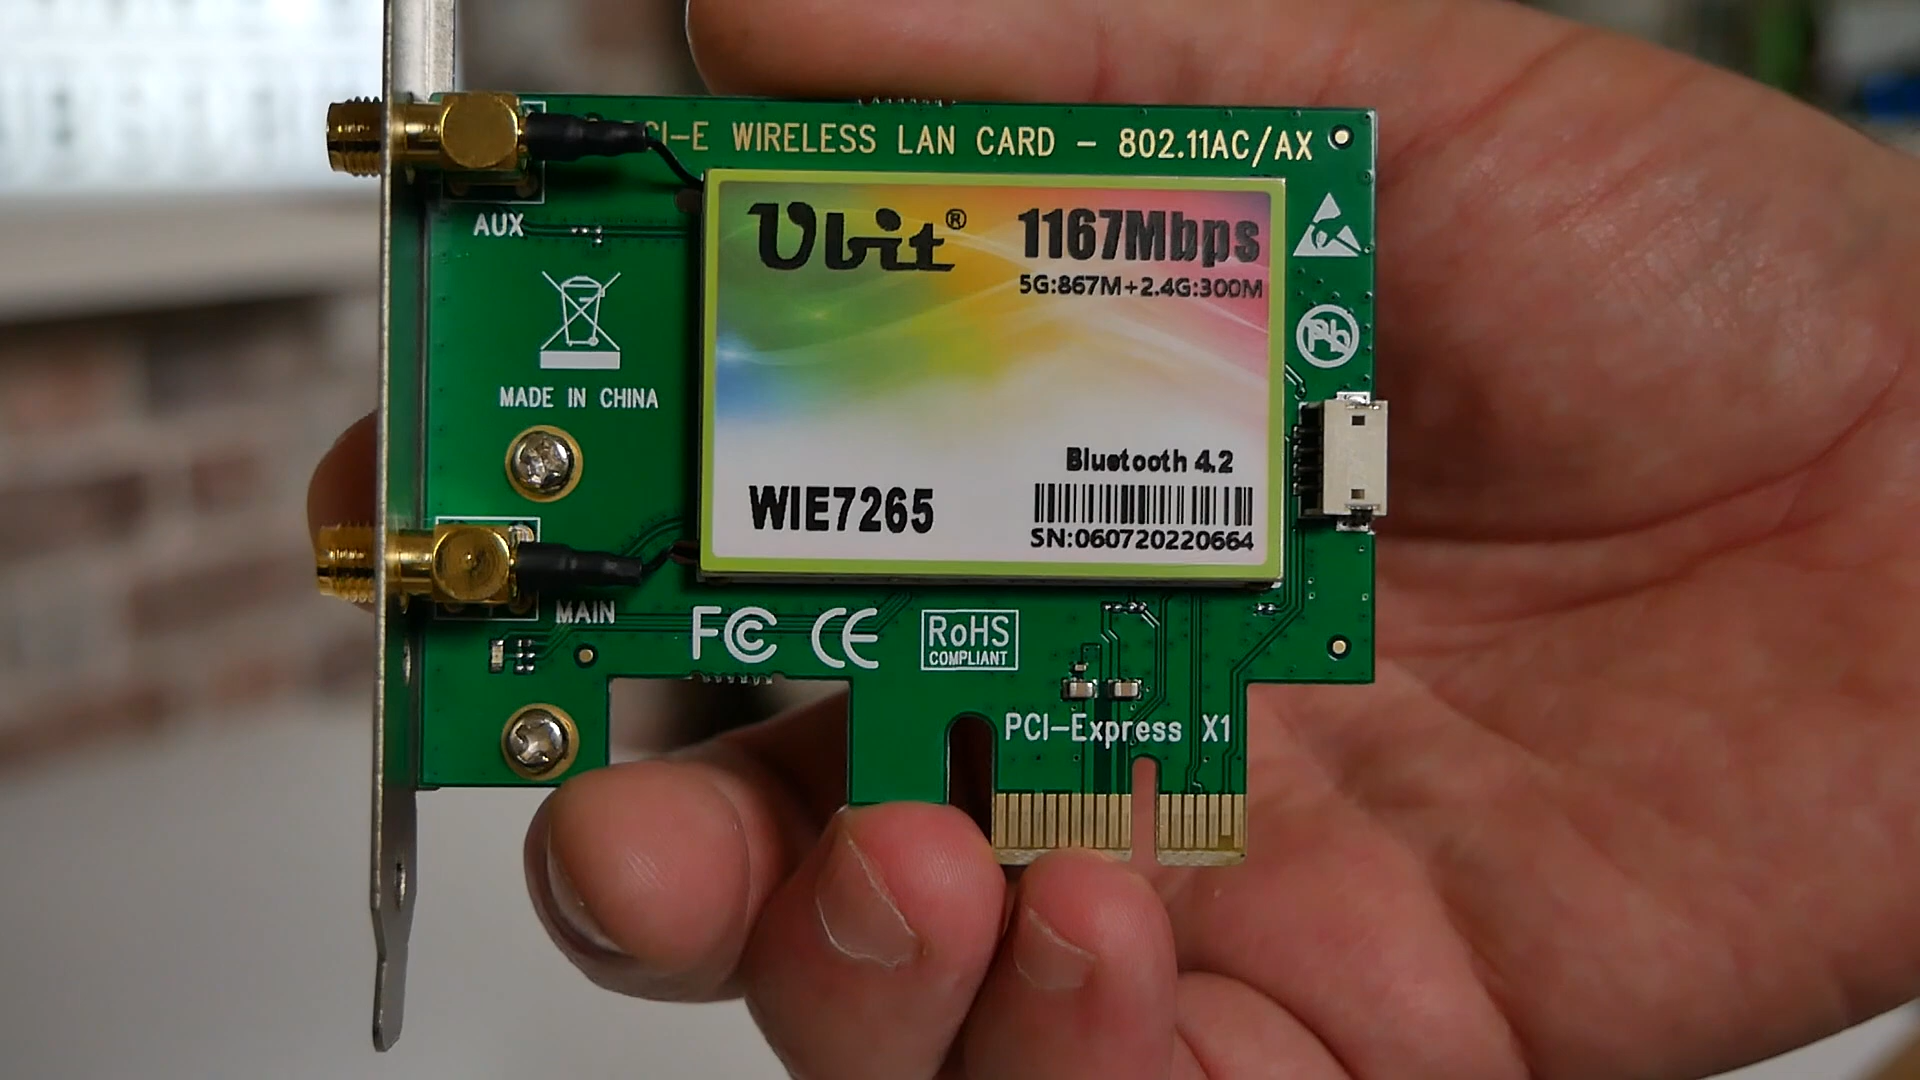 -E WIRELESS LAN CARD - 802.11AC/AX
AUX
Ubit®
1167Mbps
5G:867M+2.4G:300M
Pb
MADE IN CHINA
Bluetooth 4.2
WIE7265
SN:060720220664
MAIN
FC CE
RoHS
COMPLIANT
PCI-Express X1